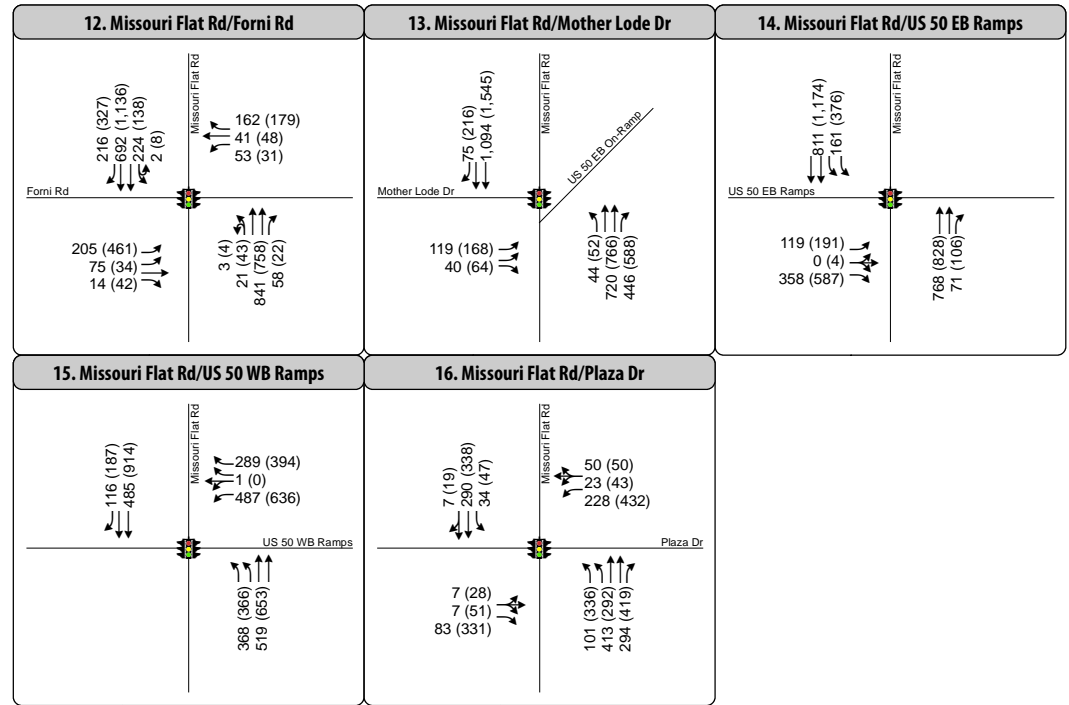 12. Missouri Flat Rd/Forni Rd
216 (327)
692 (1,136)
224 (138)
2 (8)
Missouri Flat Rd
162 (179)
41 (48)
53 (31)
Forni Rd
205 (461)
75 (34)
14 (42)
3 (4)
21 (43)
841 (758)
58 (22)
13. Missouri Flat Rd/Mother Lode Dr
75 (216)
1,094 (1,545)
Missouri Flat Rd
US 50 EB On-Ramp
Mother Lode Dr
119 (168)
40 (64)
44 (52)
720 (766)
446 (588)
14. Missouri Flat Rd/US 50 EB Ramps
811 (1,174)
161 (376)
Missouri Flat Rd
US 50 EB Ramps
119 (191)
0 (4)
358 (587)
768 (828)
71 (106)
15. Missouri Flat Rd/US 50 WB Ramps
116 (187)
485 (914)
Missouri Flat Rd
289 (394)
1 (0)
487 (636)
US 50 WB Ramps
368 (366)
519 (653)
16. Missouri Flat Rd/Plaza Dr
7 (19)
290 (338)
34 (47)
Missouri Flat Rd
50 (50)
23 (43)
228 (432)
Plaza Dr
7 (28)
7 (51)
83 (331)
101 (336)
413 (292)
294 (419)